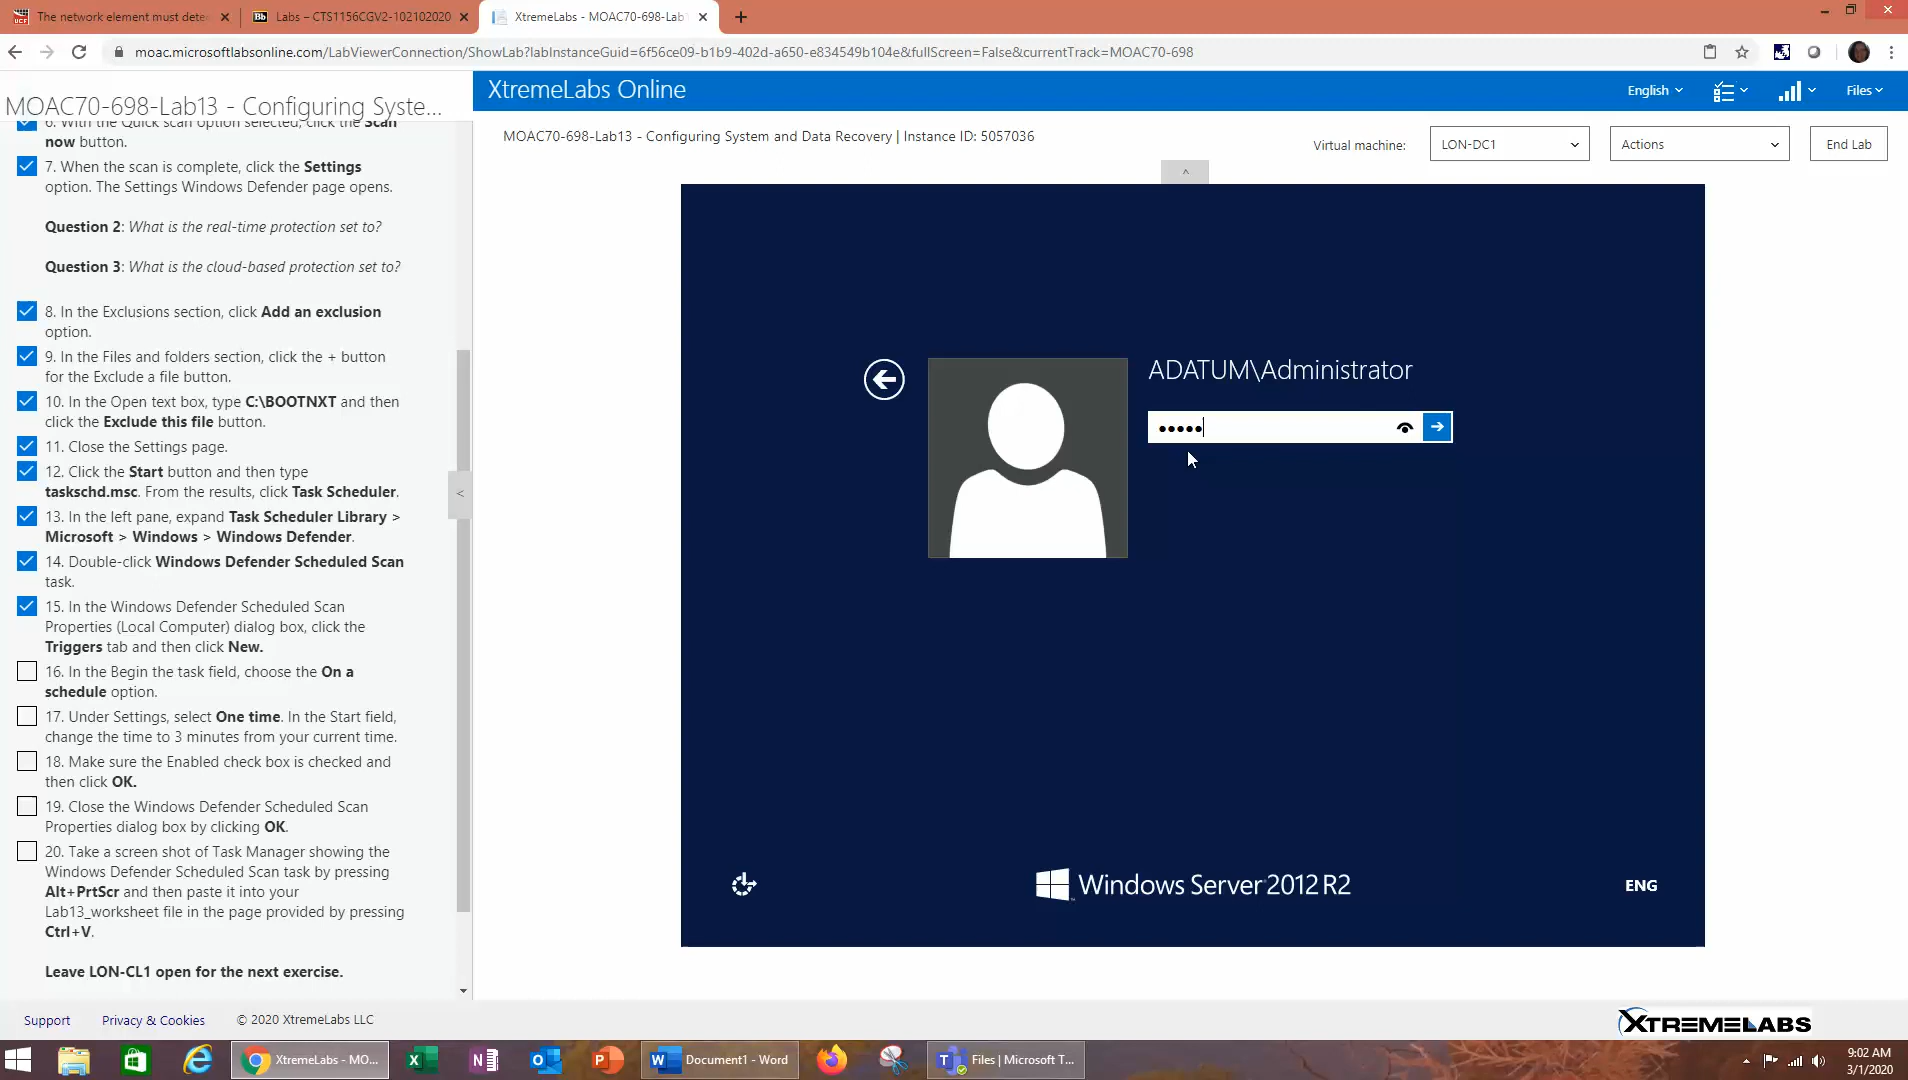 The network element must dete
Labs – CTS1156CGV2-102102020
XtremeLabs - MOAC70-698-Lab
moac.microsoftlabsonline.com/LabViewerConnection/ShowLab?labInstanceGuid=6f56ce09-b1b9-402d-a650-e834549b104e&fullScreen=False&currentTrack=MOAC70-698
MOAC70-698-Lab13 - Configuring Syste...
XtremeLabs Online
English
Files
MOAC70-698-Lab13 - Configuring System and Data Recovery | Instance ID: 5057036
Virtual machine:
LON-DC1
Actions
End Lab
6. With the Quick scan option selected, click the Scan
now button.
7. When the scan is complete, click the Settings
option. The Settings Windows Defender page opens.
Question 2: What is the real-time protection set to?
Question 3: What is the cloud-based protection set to?
8. In the Exclusions section, click Add an exclusion
option.
9. In the Files and folders section, click the + button
for the Exclude a file button.
10. In the Open text box, type C:\BOOTNXT and then
click the Exclude this file button.
11. Close the Settings page.
12. Click the Start button and then type
taskschd.msc. From the results, click Task Scheduler.
13. In the left pane, expand Task Scheduler Library >
Microsoft > Windows > Windows Defender.
14. Double-click Windows Defender Scheduled Scan
task.
15. In the Windows Defender Scheduled Scan
Properties (Local Computer) dialog box, click the
Triggers tab and then click New.
16. In the Begin the task field, choose the On a
schedule option.
17. Under Settings, select One time. In the Start field,
change the time to 3 minutes from your current time.
18. Make sure the Enabled check box is checked and
then click OK.
19. Close the Windows Defender Scheduled Scan
Properties dialog box by clicking OK.
20. Take a screen shot of Task Manager showing the
Windows Defender Scheduled Scan task by pressing
Alt+PrtScr and then paste it into your
Lab13_worksheet file in the page provided by pressing
Ctrl+V.
Leave LON-CL1 open for the next exercise.
ADATUM\Administrator
Windows Server 2012 R2
ENG
Support
Privacy & Cookies
© 2020 XtremeLabs LLC
XTREMELABS
XtremeLabs - MO...
Document1 - Word
Files | Microsoft T...
9:02 AM
3/1/2020